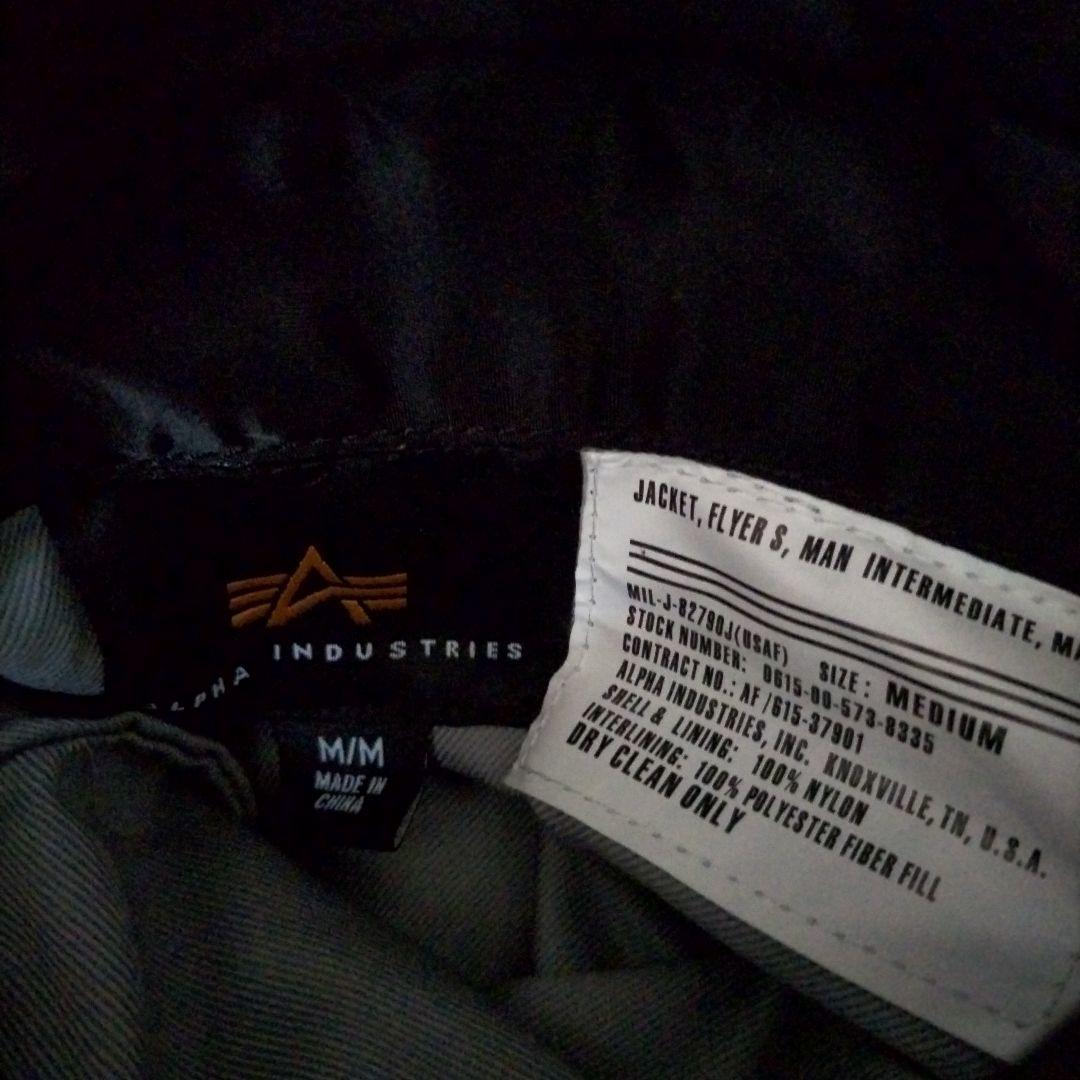 ALPHA INDUSTRIES
M/M
MADE IN
CHINA
JACKET, FLYER S, MAN INTERMEDIATE,
MIL-J-82790J(USAF) SIZE: MEDIUM
STOCK NUMBER: 0615-00-573-8335
CONTRACT NO.: AF/615-37901
ALPHA INDUSTRIES, INC. KNOXVILLE, TN, U.S.A.
SHELL & LINING: 100% NYLON
INTERLINING: 100% POLYESTER FIBER FILL
DRY CLEAN ONLY